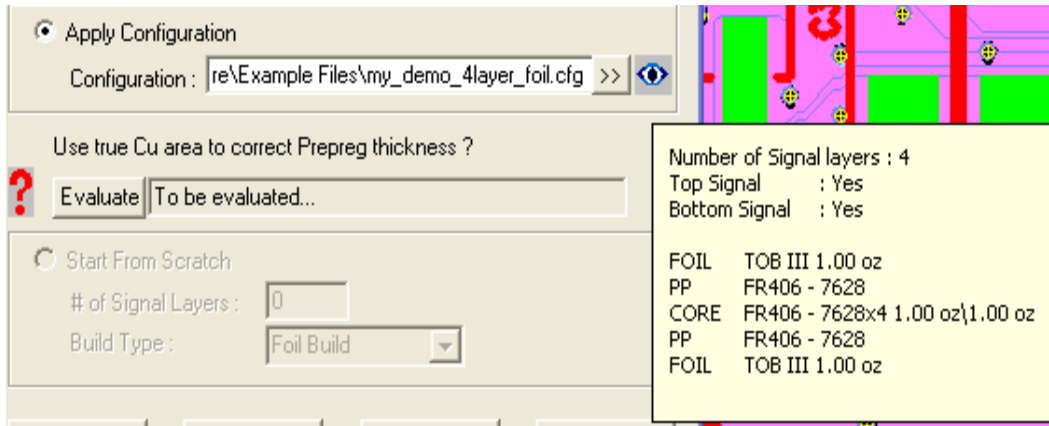 Apply Configuration
Configuration : re\Example Files\my_demo_4layer_foil.cfg >>
Use true Cu area to correct Prepreg thickness ?
? Evaluate To be evaluated...
Start From Scratch
# of Signal Layers : 0
Build Type : Foil Build
Number of Signal layers : 4
Top Signal : Yes
Bottom Signal : Yes
FOIL TOB III 1.00 oz
PP FR406 - 7628
CORE FR406 - 7628x4 1.00 oz\1.00 oz
PP FR406 - 7628
FOIL TOB III 1.00 oz